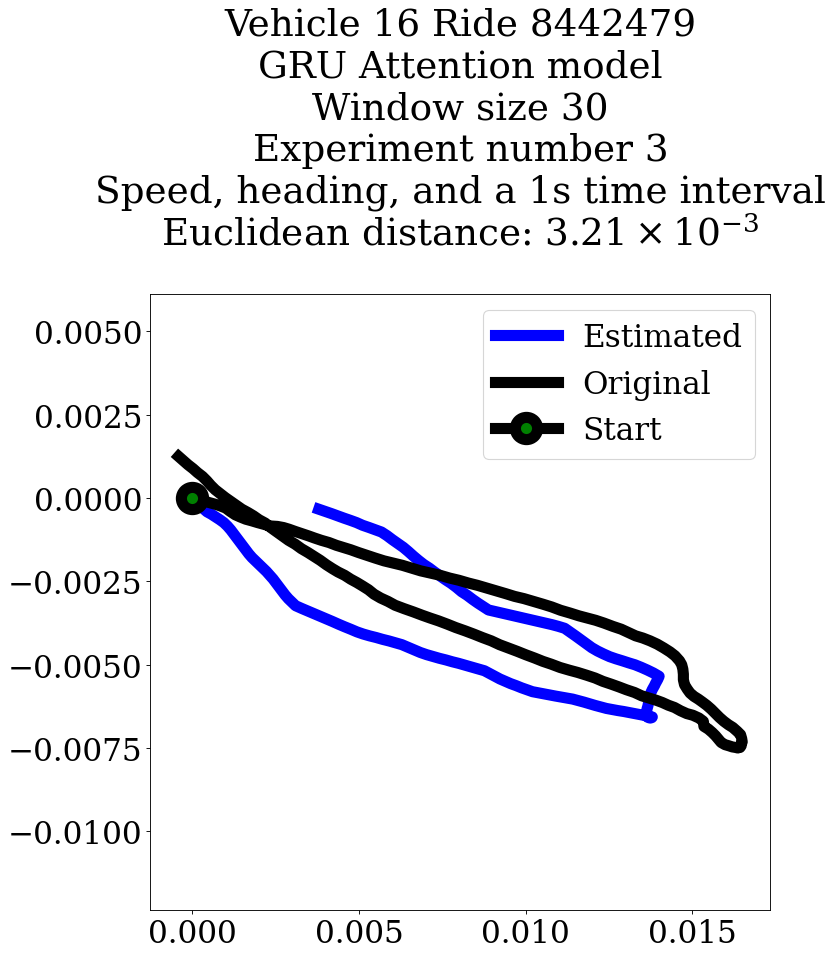 Vehicle 16 Ride 8442479
GRU Attention model
Window size 30
Experiment number 3
Speed, heading, and a 1s time interval
Euclidean distance: 3.21 × 10⁻³
Estimated
Original
Start
0.0050
0.0025
0.0000
−0.0025
−0.0050
−0.0075
−0.0100
0.000 0.005 0.010 0.015